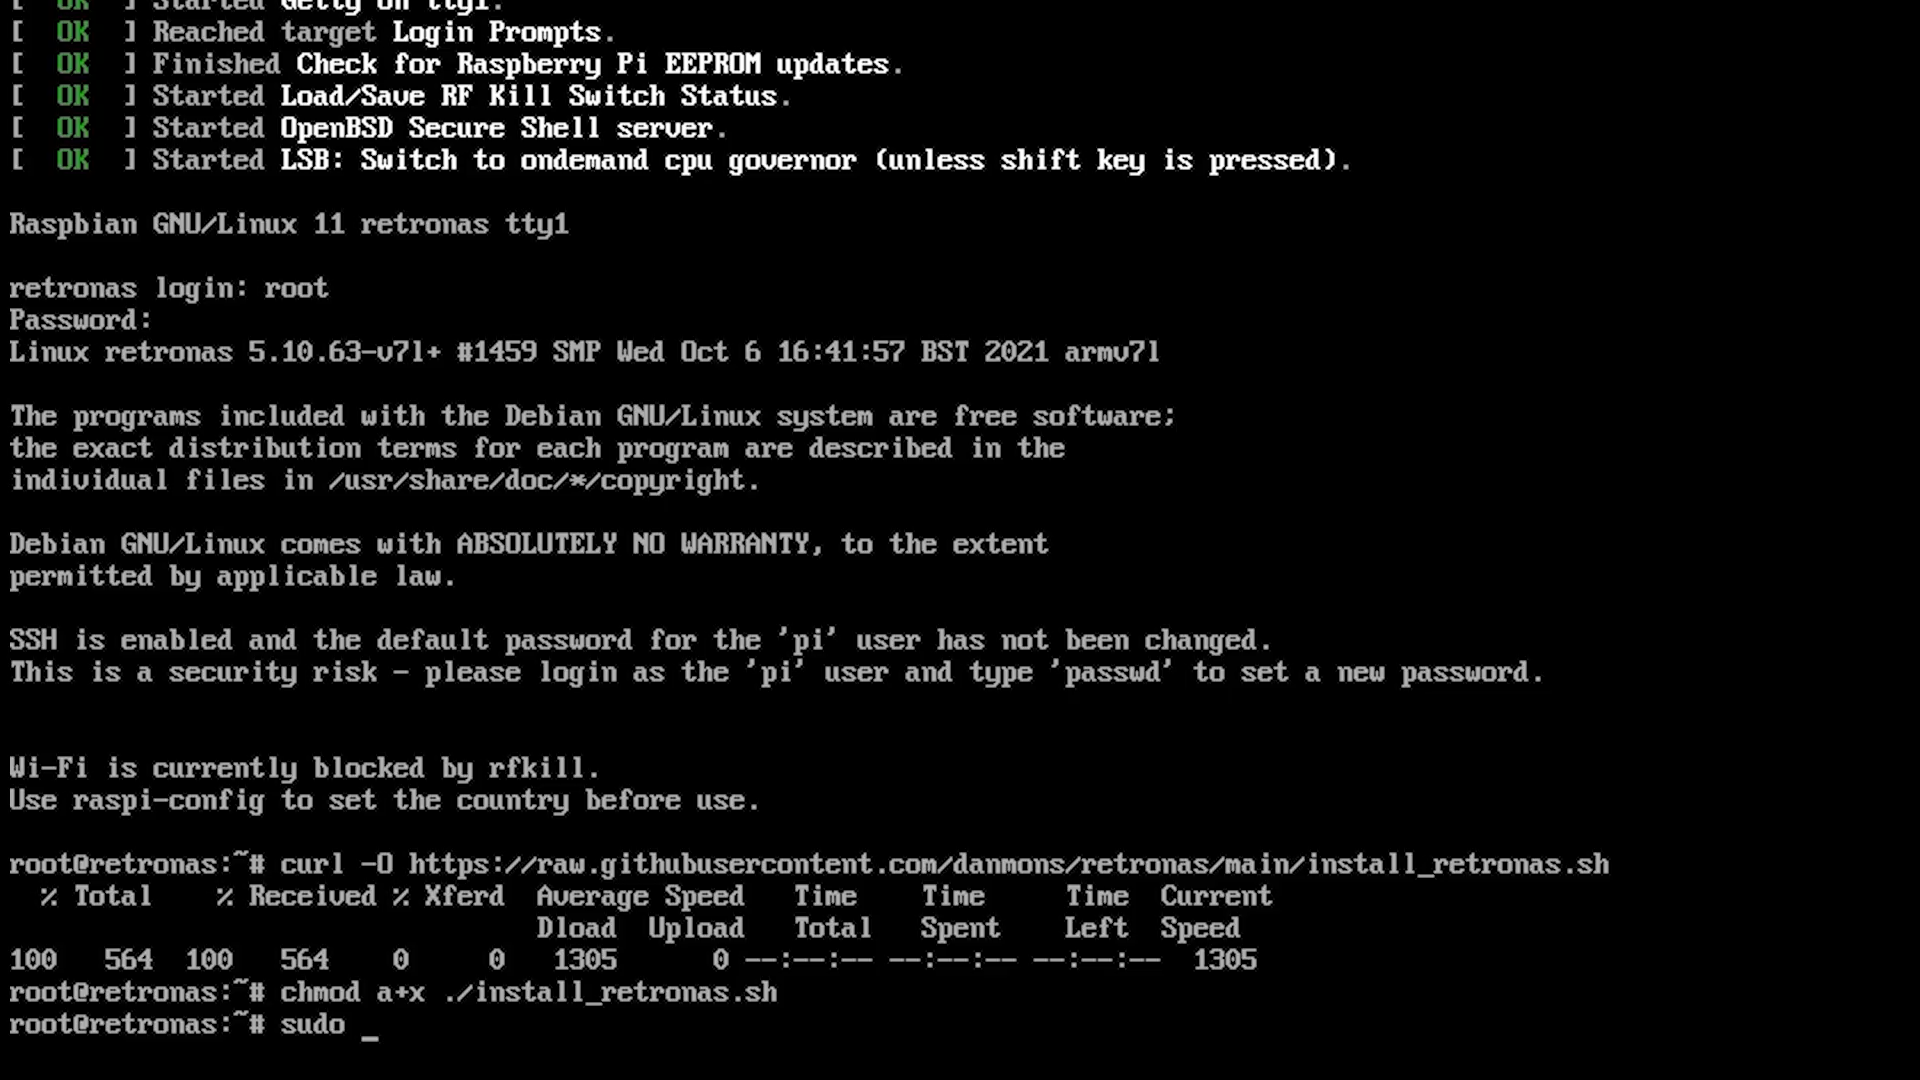 [  OK  ] Started Getty on tty1.
[  OK  ] Reached target Login Prompts.
[  OK  ] Finished Check for Raspberry Pi EEPROM updates.
[  OK  ] Started Load/Save RF Kill Switch Status.
[  OK  ] Started OpenBSD Secure Shell server.
[  OK  ] Started LSB: Switch to ondemand cpu governor (unless shift key is pressed).
Raspbian GNU/Linux 11 retronas tty1
retronas login: root
Password:
Linux retronas 5.10.63-v7l+ #1459 SMP Wed Oct 6 16:41:57 BST 2021 armv7l
The programs included with the Debian GNU/Linux system are free software;
the exact distribution terms for each program are described in the
individual files in /usr/share/doc/*/copyright.
Debian GNU/Linux comes with ABSOLUTELY NO WARRANTY, to the extent
permitted by applicable law.
SSH is enabled and the default password for the 'pi' user has not been changed.
This is a security risk - please login as the 'pi' user and type 'passwd' to set a new password.
Wi-Fi is currently blocked by rfkill.
Use raspi-config to set the country before use.
root@retronas:~# curl -O https://raw.githubusercontent.com/danmons/retronas/main/install_retronas.sh
  % Total    % Received % Xferd  Average Speed   Time    Time     Time  Current
                                 Dload  Upload   Total   Spent    Left  Speed
100   564  100   564    0     0   1305      0 --:--:-- --:--:-- --:--:--  1305
root@retronas:~# chmod a+x ./install_retronas.sh
root@retronas:~# sudo _